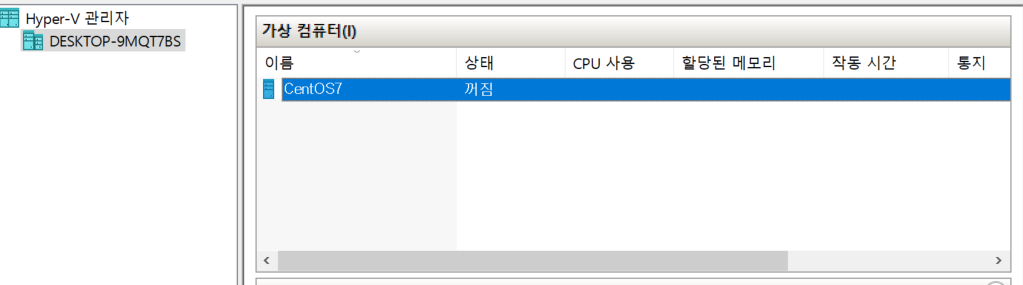 Hyper-V 관리자
DESKTOP-9MQT7BS
가상 컴퓨터(I)
이름 상태 CPU 사용 할당된 메모리 작동 시간 통지
CentOS7 꺼짐